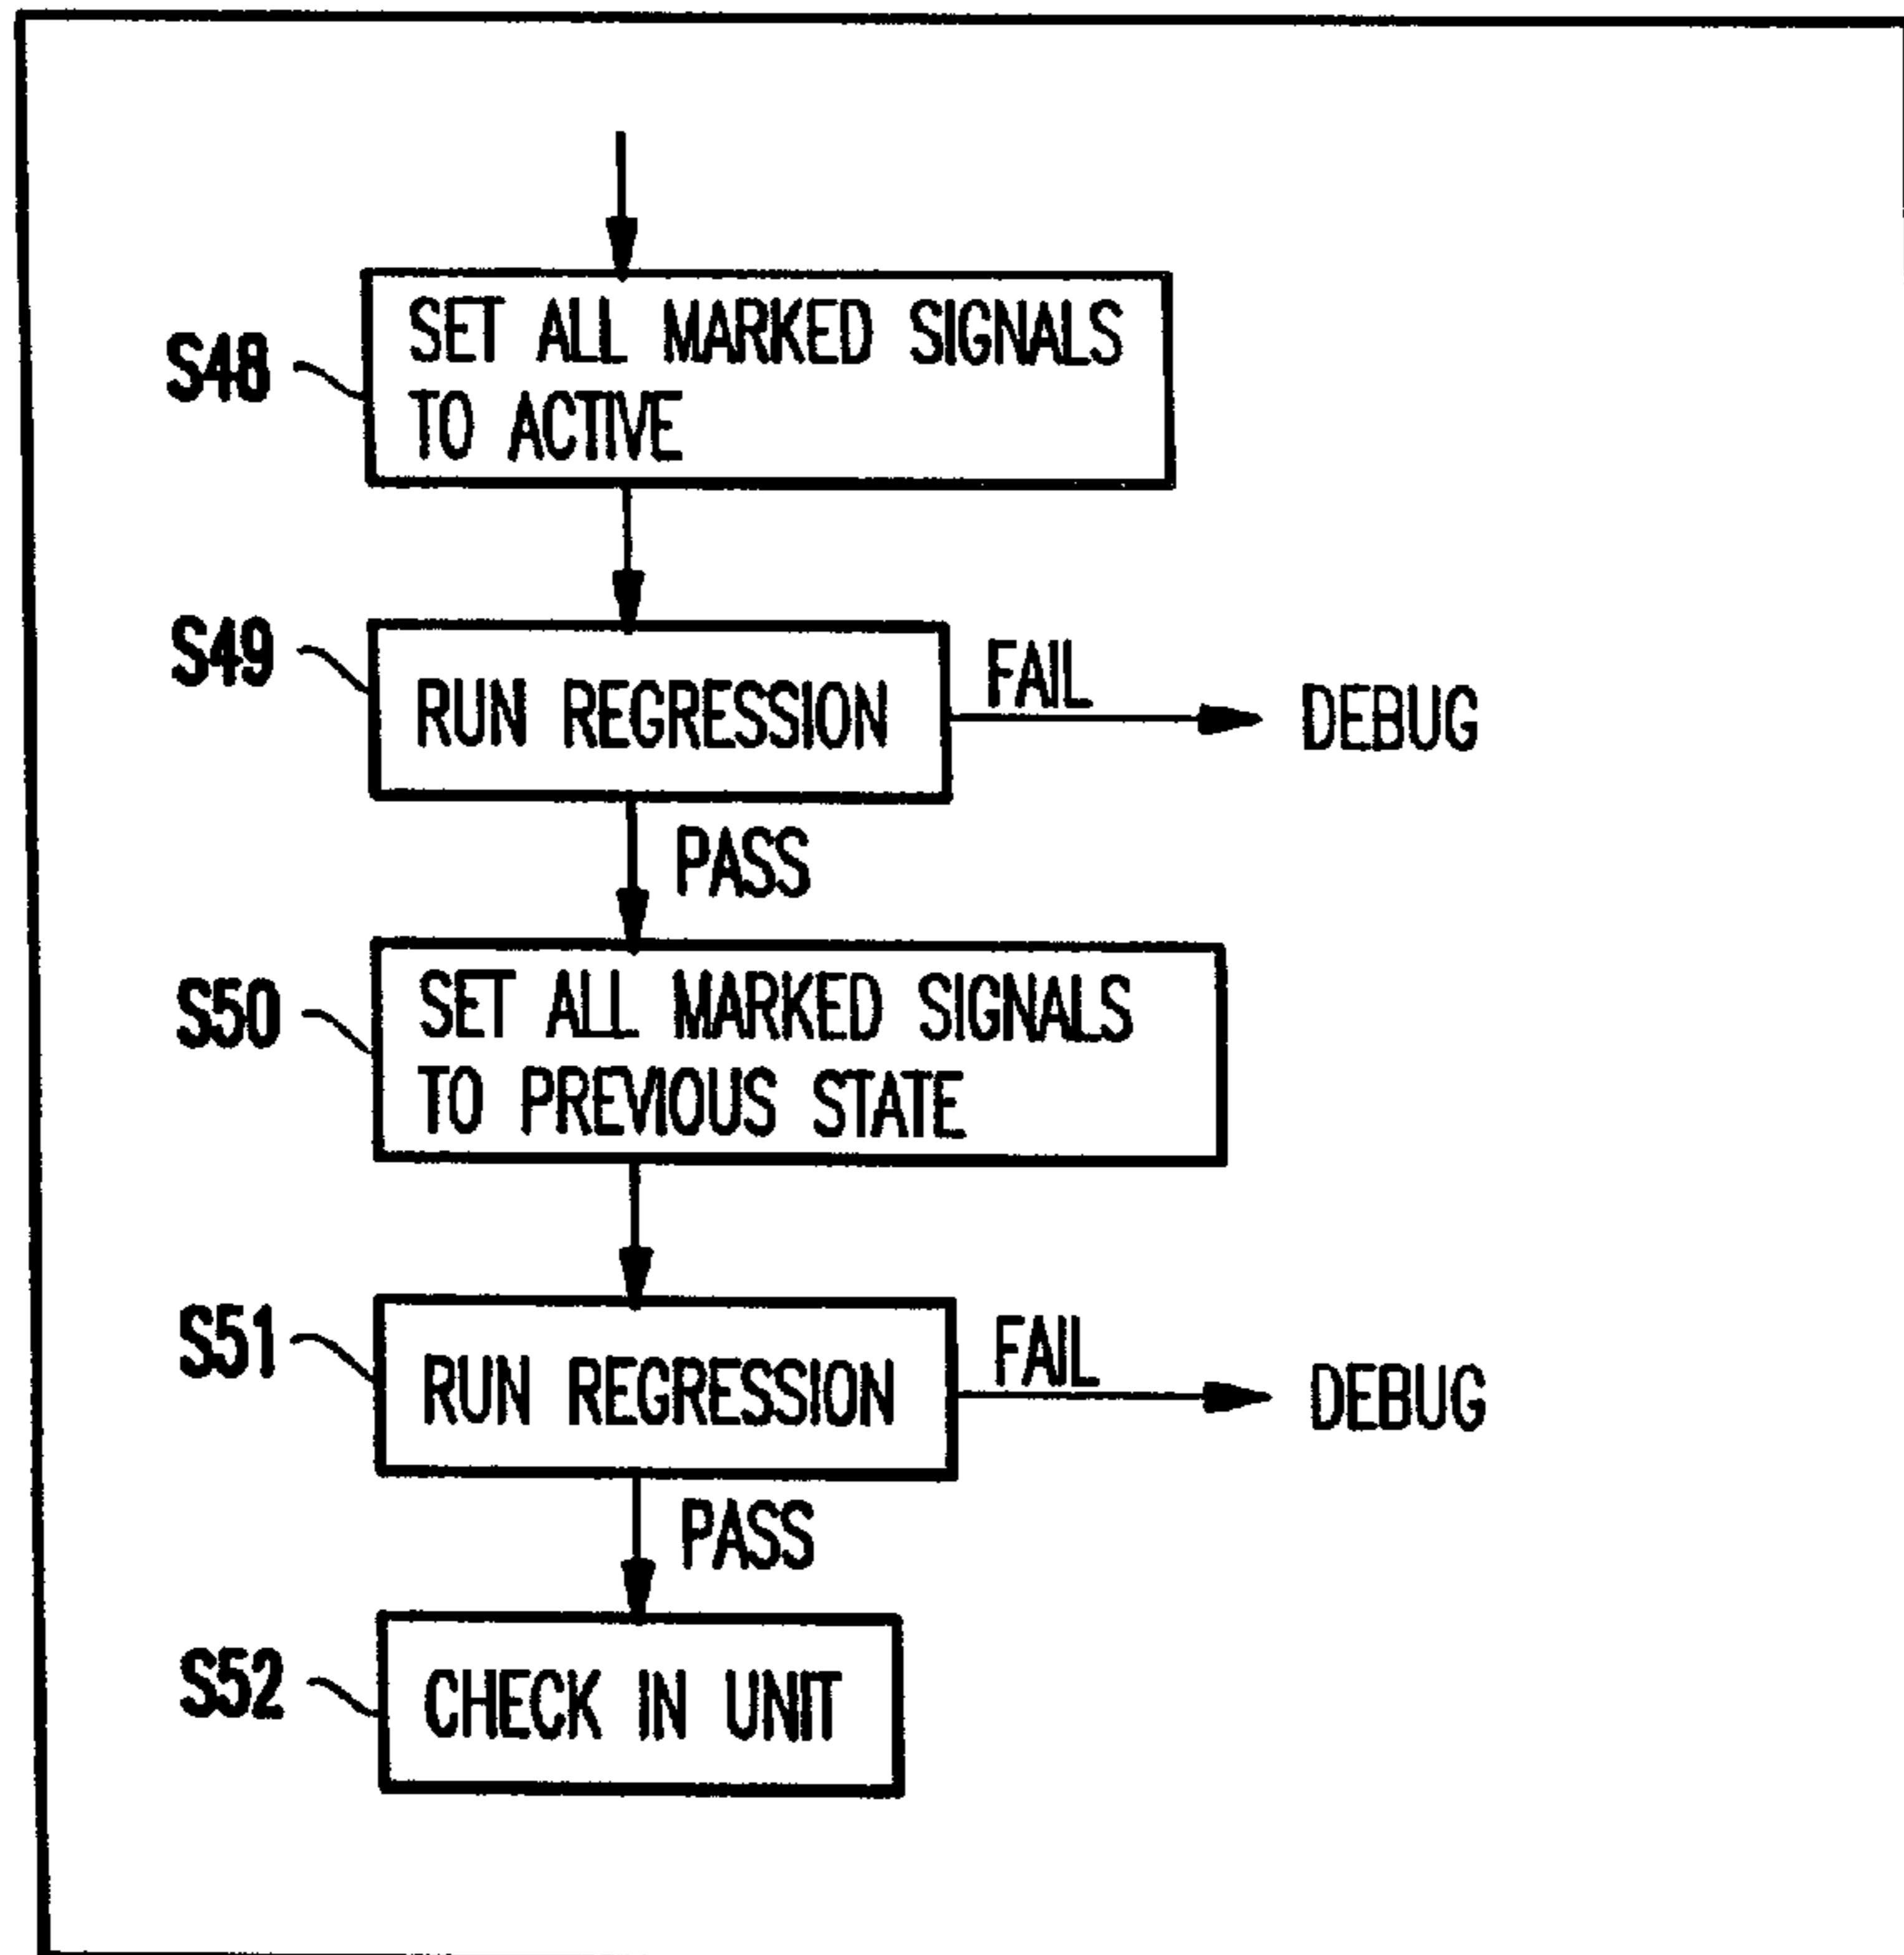 SET ALL MARKED SIGNALS
TO ACTIVE
S48
S49
RUN REGRESSION
FAIL
DEBUG
PASS
S50
SET ALL MARKED SIGNALS
TO PREVIOUS STATE
S51
RUN REGRESSION
FAIL
DEBUG
PASS
S52
CHECK IN UNIT